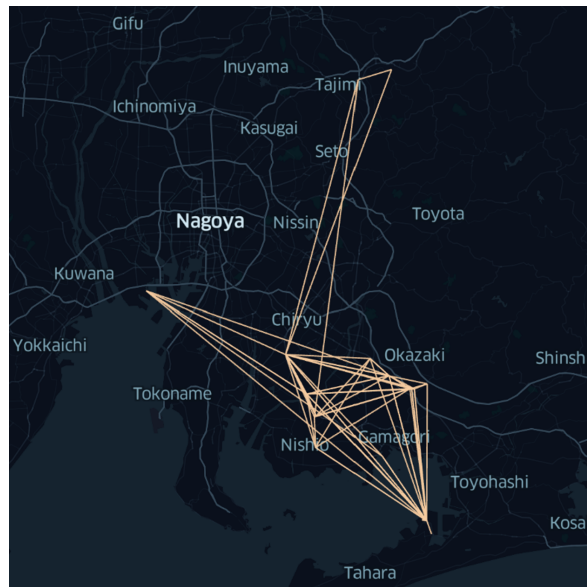 Gifu
Inuyama
Tajimi
Ichinomiya
Kasugai
Seto
Nagoya
Nissin
Toyota
Kuwana
Chiryu
Yokkaichi
Okazaki
Shinsh
Tokoname
Nishio
Gamagori
Toyohashi
Kosa
Tahara